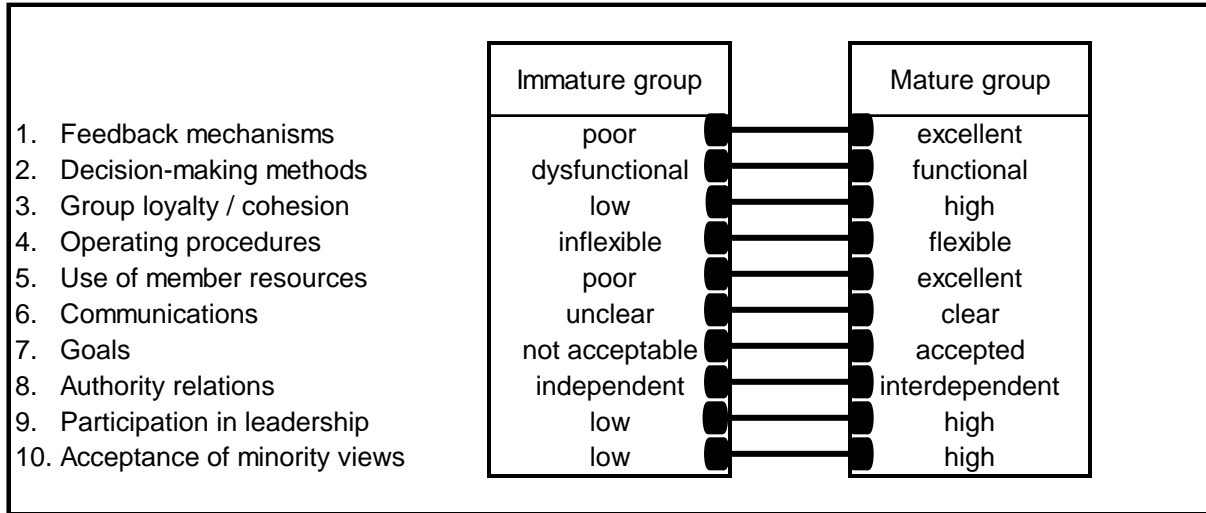 Immature group Mature group
1. Feedback mechanisms poor excellent
2. Decision-making methods dysfunctional functional
3. Group loyalty / cohesion low high
4. Operating procedures inflexible flexible
5. Use of member resources poor excellent
6. Communications unclear clear
7. Goals not acceptable accepted
8. Authority relations independent interdependent
9. Participation in leadership low high
10. Acceptance of minority views low high